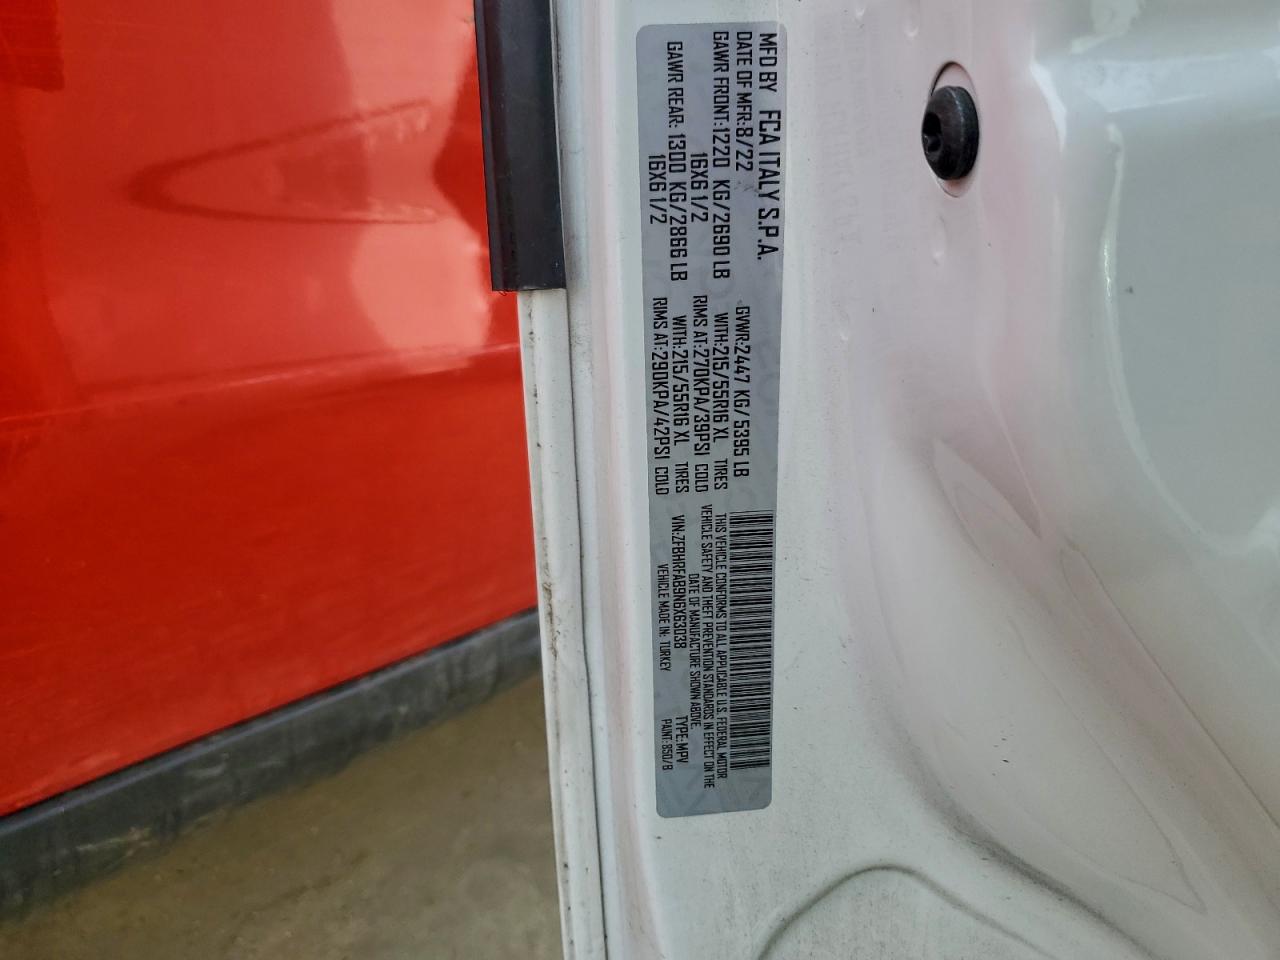 MFD BY FCA ITALY S.P.A.
DATE OF MFR:8/22 GVWR:2447 KG/5395 LB
GAWR FRONT:1220 KG/2690 LB WITH:215/55R16 XL TIRES
16X6 1/2 RIMS AT:270KPA/39PSI COLD
GAWR REAR: 1300 KG/2866 LB WITH:215/55R16 XL TIRES
16X6 1/2 RIMS AT:290KPA/42PSI COLD
THIS VEHICLE CONFORMS TO ALL APPLICABLE U.S. FEDERAL MOTOR
VEHICLE SAFETY AND THEFT PREVENTION STANDARDS IN EFFECT ON THE
DATE OF MANUFACTURE SHOWN ABOVE.
VIN:ZFBHRFAB9N6X63038 TYPE:MPV
VEHICLE MADE IN: TURKEY PAINT: 850/B